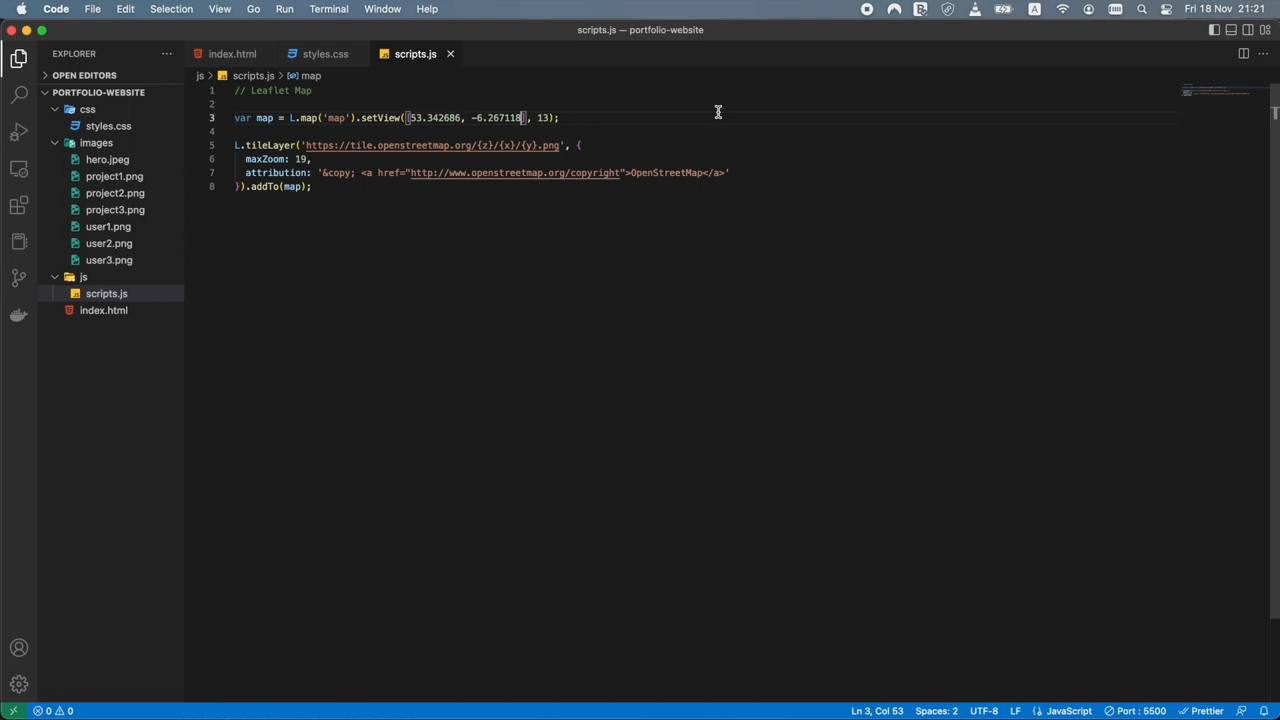 Code File Edit Selection View Go Run Terminal Window Help A Fri 18 Nov 21:21
scripts.js — portfolio-website
EXPLORER
index.html
styles.css
scripts.js
OPEN EDITORS
js > scripts.js > map
PORTFOLIO-WEBSITE
css
styles.css
images
hero.jpeg
project1.png
project2.png
project3.png
user1.png
user2.png
user3.png
js
scripts.js
index.html
1 // Leaflet Map
2
3 var map = L.map('map').setView([53.342686, -6.267118], 13);
4
5 L.tileLayer('https://tile.openstreetmap.org/{z}/{x}/{y}.png', {
6 maxZoom: 19,
7 attribution: '&copy; <a href="http://www.openstreetmap.org/copyright">OpenStreetMap</a>'
8 }).addTo(map);
0 0 Ln 3, Col 53 Spaces: 2 UTF-8 LF {} JavaScript Port : 5500 Prettier